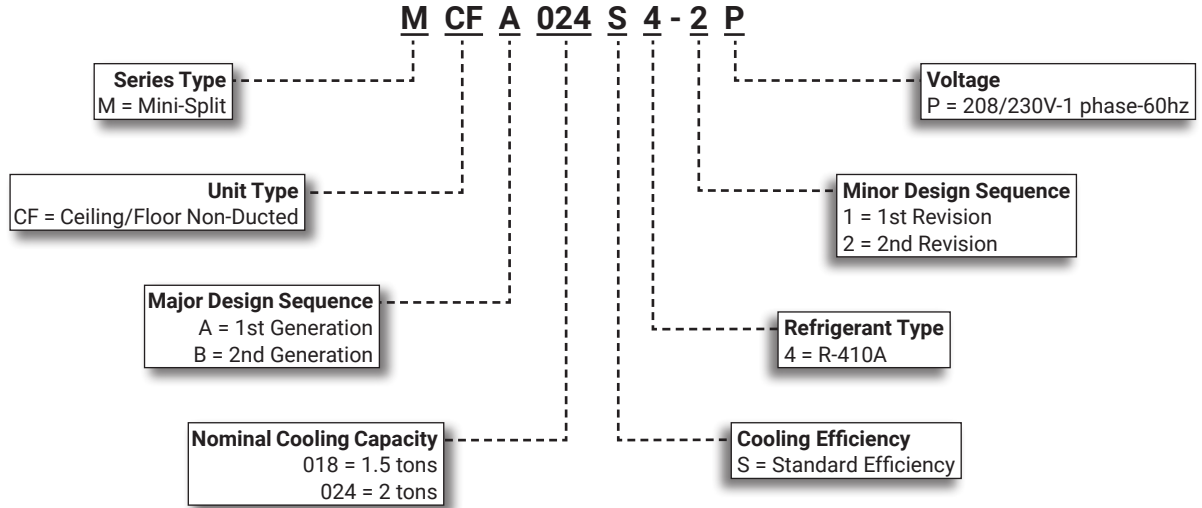 M CF A 024 S 4 - 2 P
Series Type
M = Mini-Split
Voltage
P = 208/230V-1 phase-60hz
Unit Type
CF = Ceiling/Floor Non-Ducted
Minor Design Sequence
1 = 1st Revision
2 = 2nd Revision
Major Design Sequence
A = 1st Generation
B = 2nd Generation
Refrigerant Type
4 = R-410A
Nominal Cooling Capacity
018 = 1.5 tons
024 = 2 tons
Cooling Efficiency
S = Standard Efficiency